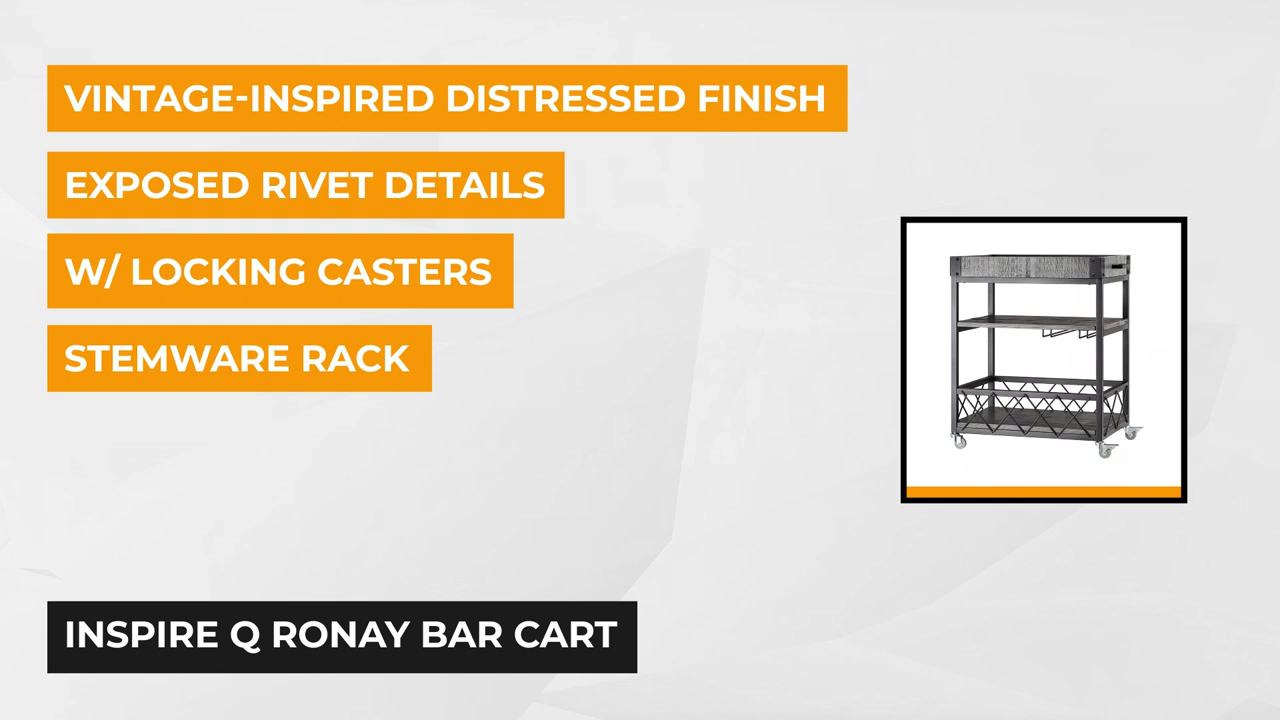 VINTAGE-INSPIRED DISTRESSED FINISH
EXPOSED RIVET DETAILS
W/ LOCKING CASTERS
STEMWARE RACK
INSPIRE Q RONAY BAR CART